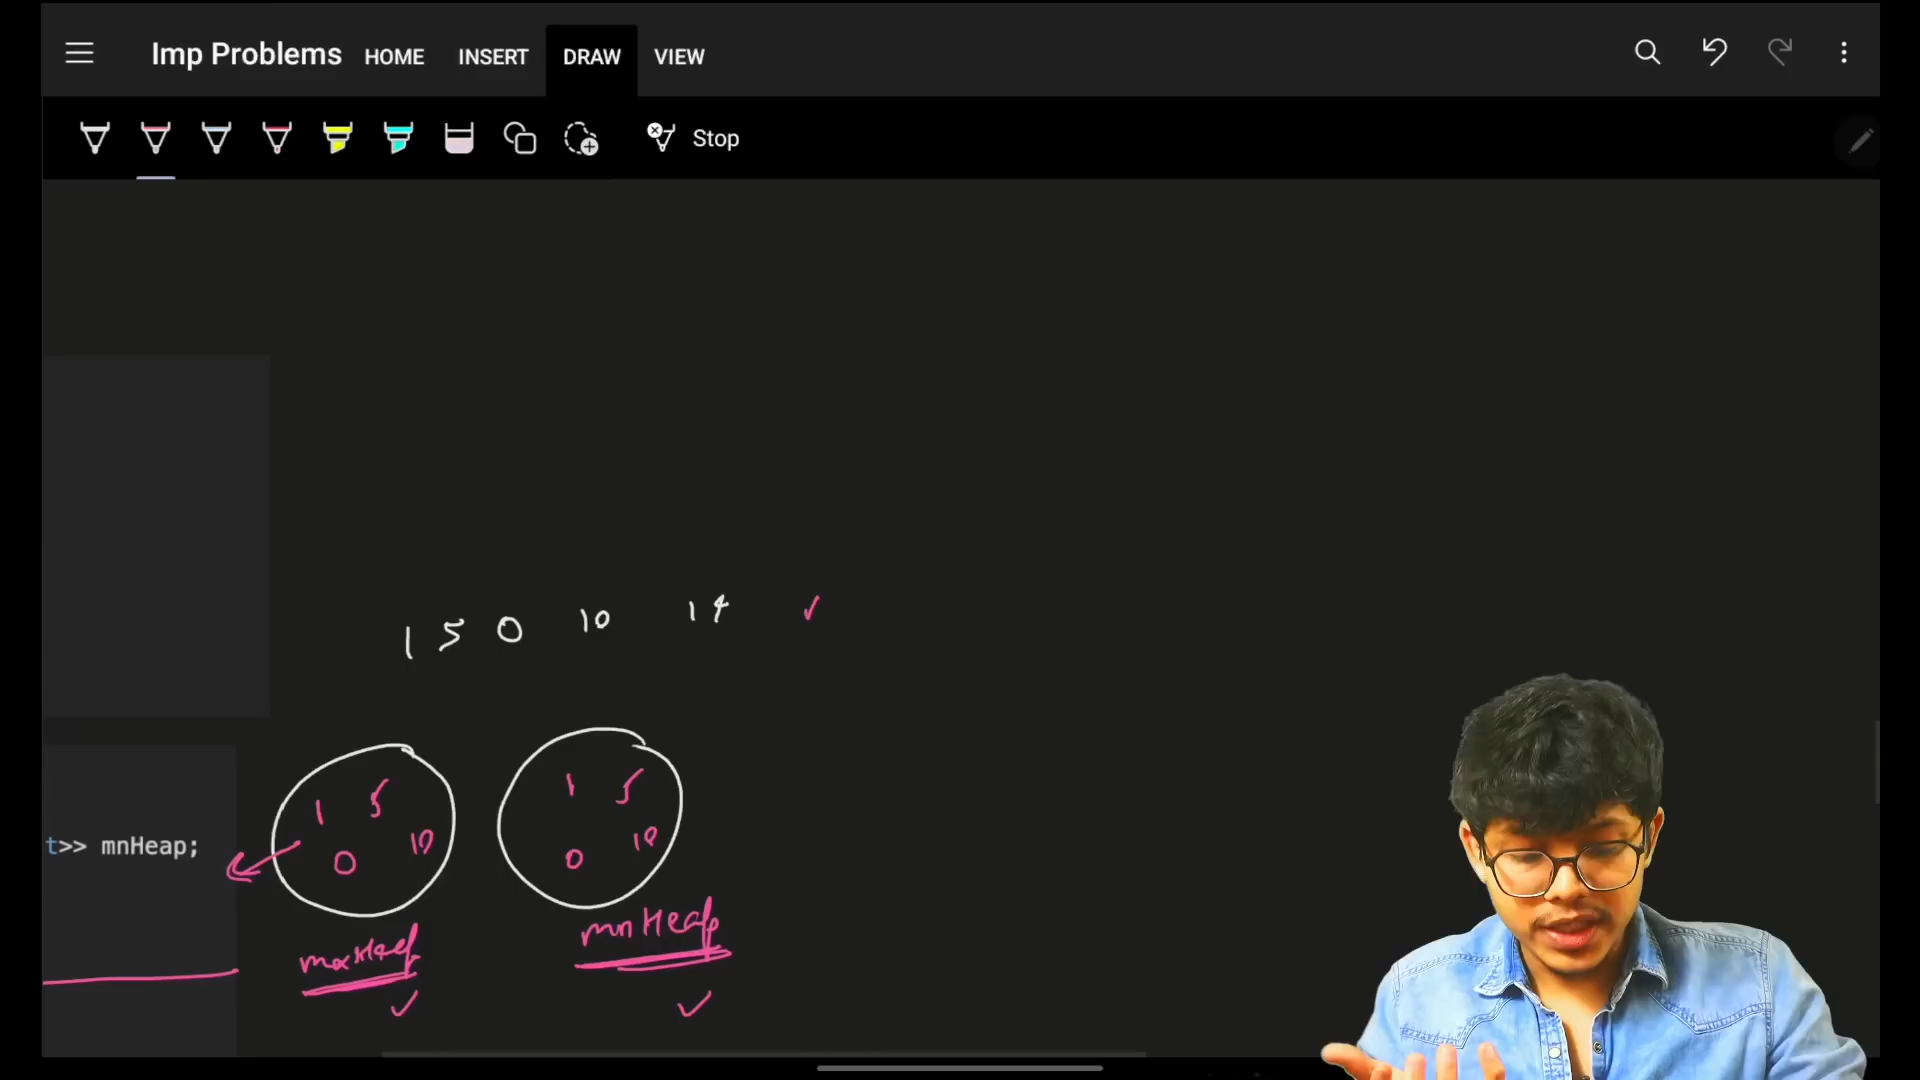 Imp Problems HOME INSERT DRAW VIEW
Stop
1 5 0 10 14 ✓
1 5 1 5
t>> mnHeap; 0 10 0 10
mxHeap mnHeap
✓ ✓